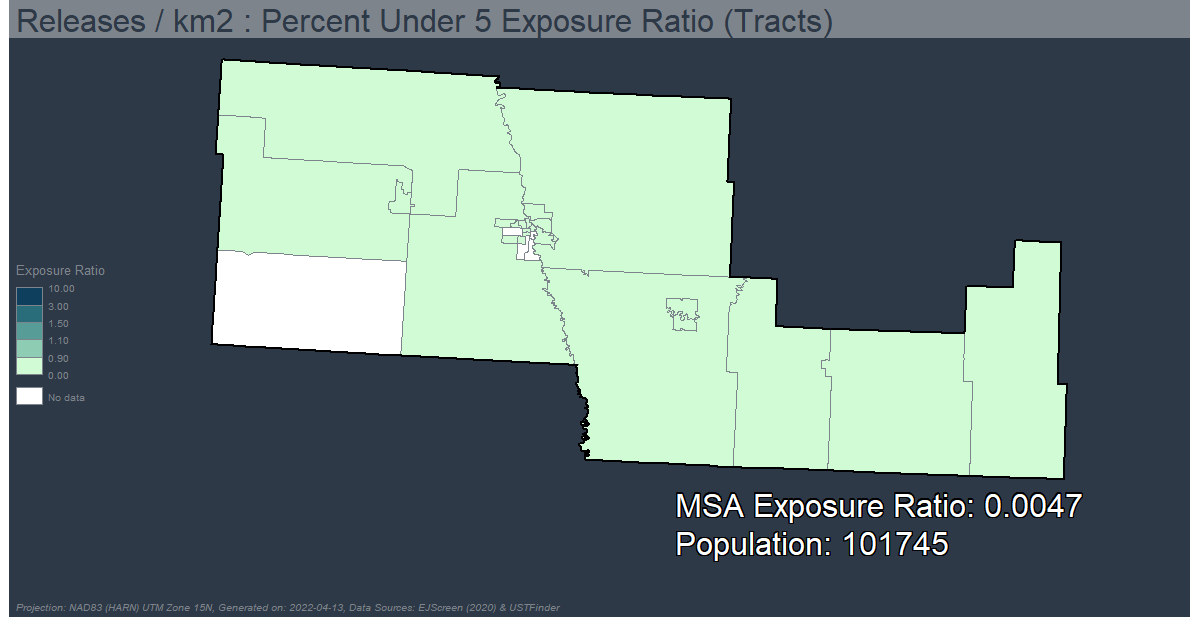 Releases / km2 : Percent Under 5 Exposure Ratio (Tracts)
Exposure Ratio
10.00
3.00
1.50
1.10
0.90
0.00
No data
MSA Exposure Ratio: 0.0047
Population: 101745
Projection: NAD83 (HARN) UTM Zone 15N, Generated on: 2022-04-13, Data Sources: EJScreen (2020) & USTFinder